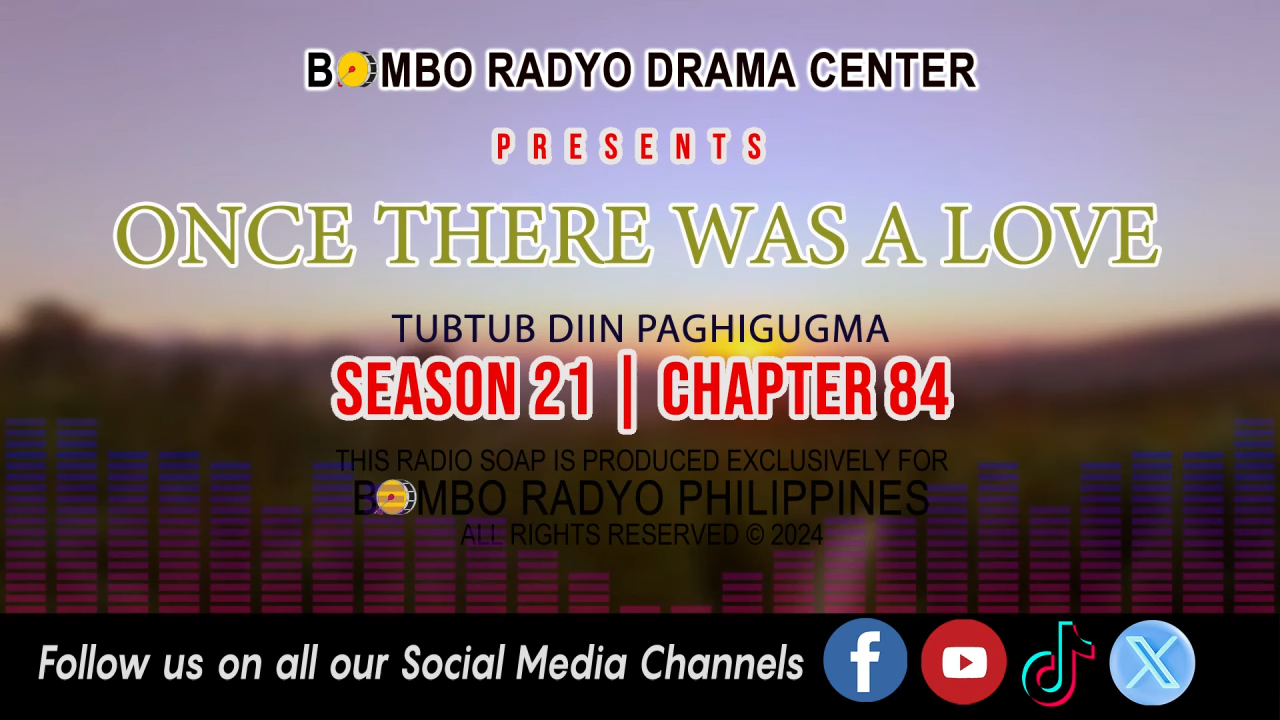 BOMBO RADYO DRAMA CENTER
PRESENTS
ONCE THERE WAS A LOVE
TUBTUB DIIN PAGHIGUGMA
SEASON 21 | CHAPTER 84
THIS RADIO SOAP IS PRODUCED EXCLUSIVELY FOR
BOMBO RADYO PHILIPPINES
ALL RIGHTS RESERVED © 2024
Follow us on all our Social Media Channels